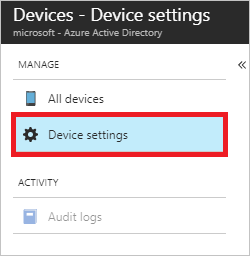 Devices - Device settings
microsoft - Azure Active Directory
MANAGE
All devices
Device settings
ACTIVITY
Audit logs